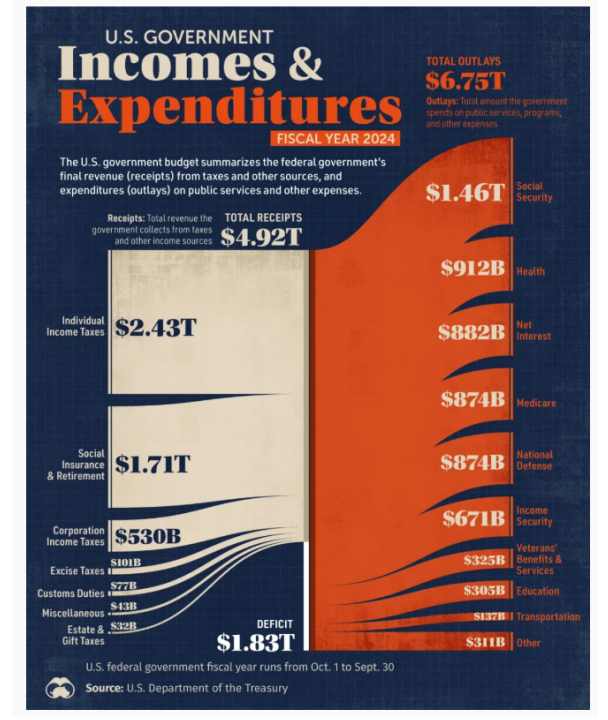 U.S. GOVERNMENT
Incomes &
Expenditures
FISCAL YEAR 2024
The U.S. government budget summarizes the federal government's
final revenue (receipts) from taxes and other sources, and
expenditures (outlays) on public services and other expenses.
TOTAL OUTLAYS
$6.75T
Outlays: Total amount the government
spends on public services, programs,
and other expenses
Receipts: Total revenue the
government collects from taxes
and other income sources
TOTAL RECEIPTS
$4.92T
Individual
Income Taxes
$2.43T
Social
Insurance
& Retirement
$1.71T
Corporation
Income Taxes
$530B
Excise Taxes
$101B
Customs Duties
$77B
Miscellaneous
$43B
Estate &
Gift Taxes
$32B
DEFICIT
$1.83T
$1.46T
Social
Security
$912B
Health
$882B
Net
Interest
$874B
Medicare
$874B
National
Defense
$671B
Income
Security
$325B
Veterans'
Benefits &
Services
$305B
Education
$137B
Transportation
$311B
Other
U.S. federal government fiscal year runs from Oct. 1 to Sept. 30
Source: U.S. Department of the Treasury